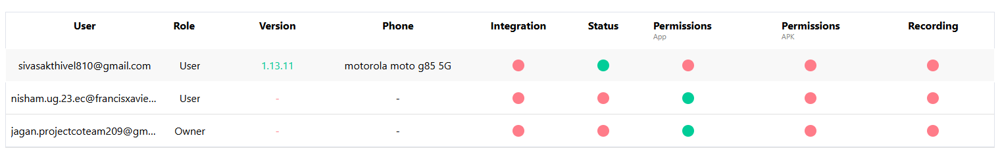 User Role Version Phone Integration Status Permissions Permissions Recording
App APK
sivasakthivel810@gmail.com User 1.13.11 motorola moto g85 5G
nisham.ug.23.ec@francisxavie... User - -
jagan.projectcoteam209@gm... Owner - -